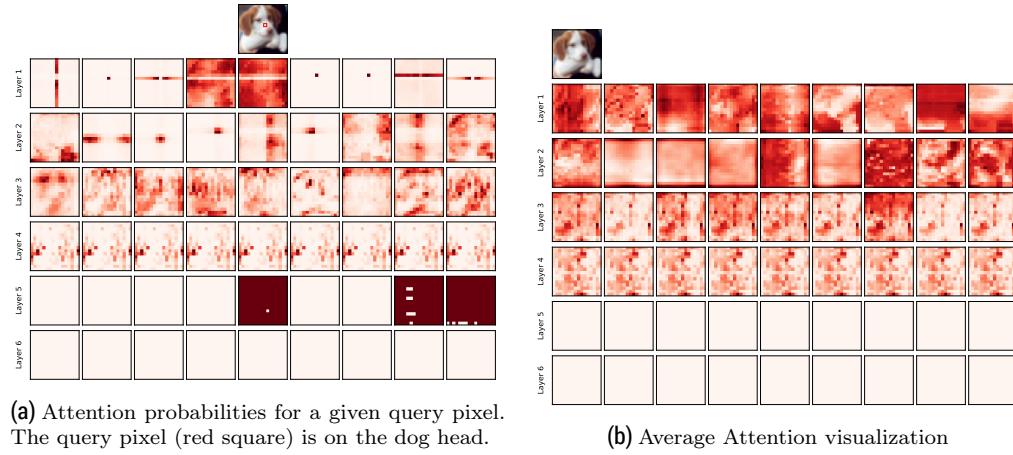 Layer 1
Layer 2
Layer 3
Layer 4
Layer 5
Layer 6
(a) Attention probabilities for a given query pixel.
The query pixel (red square) is on the dog head.
Layer 1
Layer 2
Layer 3
Layer 4
Layer 5
Layer 6
(b) Average Attention visualization